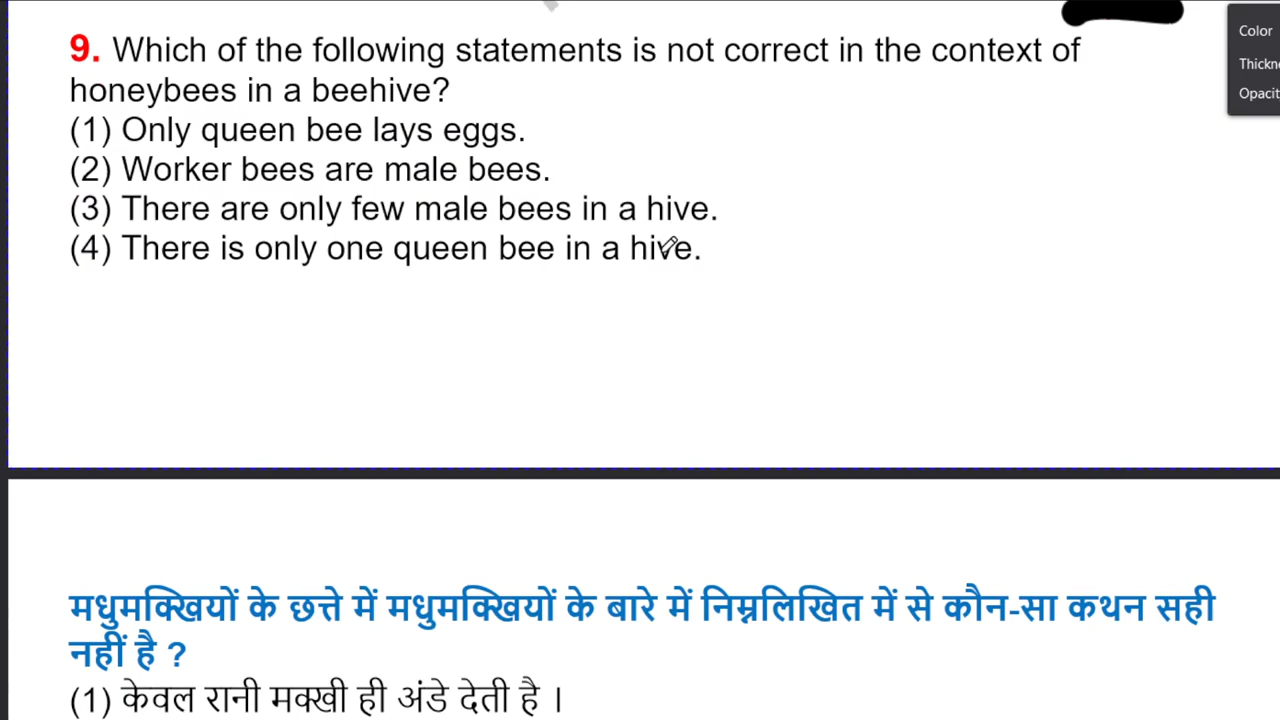 Color
Thickne
Opacit
9. Which of the following statements is not correct in the context of
honeybees in a beehive?
(1) Only queen bee lays eggs.
(2) Worker bees are male bees.
(3) There are only few male bees in a hive.
(4) There is only one queen bee in a hive.
मधुमक्खियों के छत्ते में मधुमक्खियों के बारे में निम्नलिखित में से कौन-सा कथन सही
नहीं है ?
(1) केवल रानी मक्खी ही अंडे देती है ।